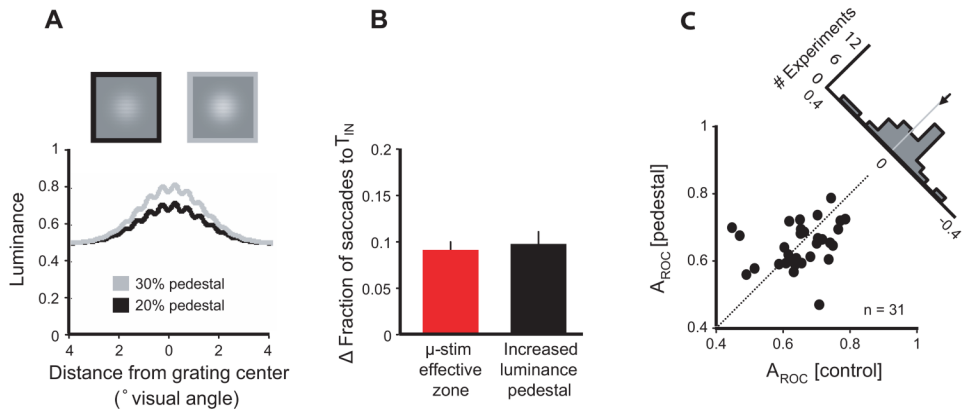 A
B
C
1
0.8
0.6
0.4
0.2
0
Luminance
30% pedestal
20% pedestal
4 2 0 2 4
Distance from grating center
(° visual angle)
0.2
0.15
0.1
0.05
0
Δ Fraction of saccades to TIN
μ-stim
effective
zone
Increased
luminance
pedestal
# Experiments
12
6
0
0.4
0
-0.4
1
0.8
0.6
0.4
AROC [pedestal]
n = 31
0.4 0.6 0.8 1
AROC [control]